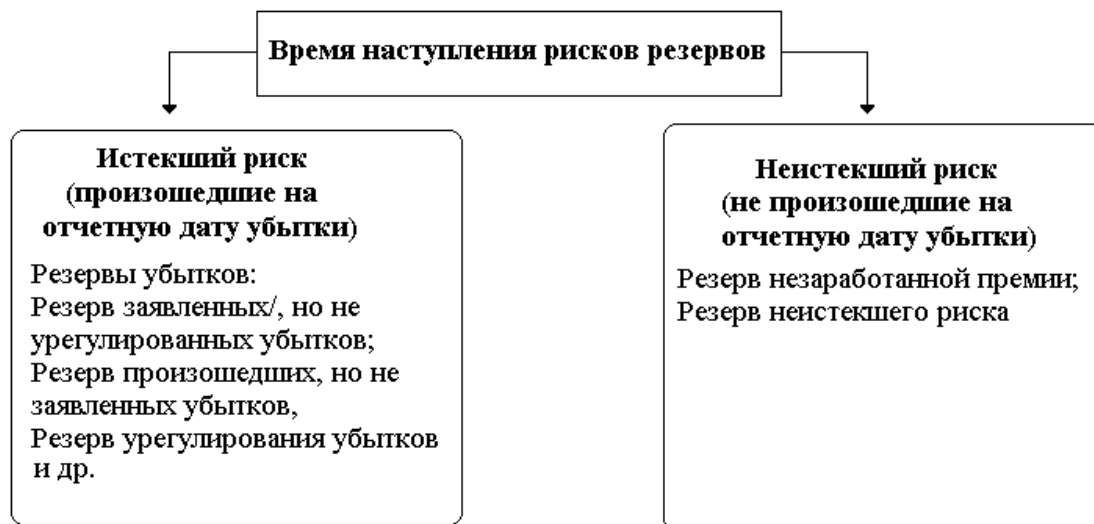 Время наступления рисков резервов
Истекший риск
(произошедшие на
отчетную дату убытки)
Резервы убытков:
Резерв заявленных/, но не
урегулированных убытков;
Резерв произошедших, но не
заявленных убытков,
Резерв урегулирования убытков
и др.
Неистекший риск
(не произошедшие на
отчетную дату убытки)
Резерв незаработанной премии;
Резерв неистекшего риска